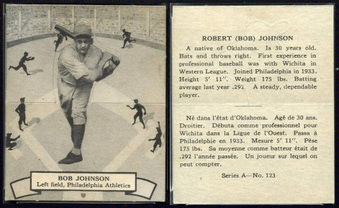 BOB JOHNSON
Left field, Philadelphia Athletics
ROBERT (BOB) JOHNSON
A native of Oklahoma. Is 30 years old.
Bats and throws right. First experience in
professional baseball was with Wichita in
Western League. Joined Philadelphia in 1933.
Height 5' 11". Weight 175 lbs. Batting
average last year .292 A steady, dependable
player.
Né dans l'état d'Oklahoma. Agé de 30 ans.
Droitier. Débuta comme professionnel pour
Wichita dans la Ligue de l'Ouest. Passa à
Philadelphie en 1933. Mesure 5' 11". Pèse
175 lbs. Sa moyenne comme batteur était de
.292 l'année passée. Un joueur sur lequel on
peut compter.
Series A—No. 123